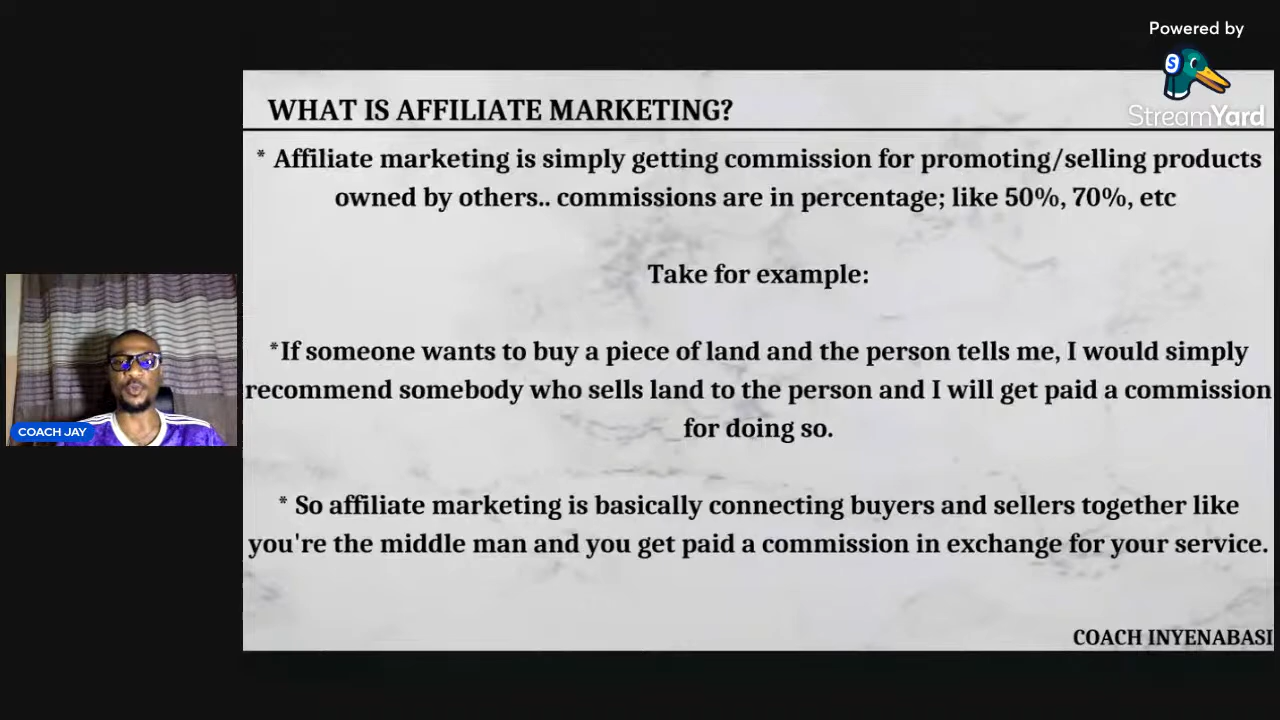 Powered by
StreamYard
WHAT IS AFFILIATE MARKETING?
* Affiliate marketing is simply getting commission for promoting/selling products
owned by others.. commissions are in percentage; like 50%, 70%, etc
Take for example:
*If someone wants to buy a piece of land and the person tells me, I would simply
recommend somebody who sells land to the person and I will get paid a commission
for doing so.
* So affiliate marketing is basically connecting buyers and sellers together like
you're the middle man and you get paid a commission in exchange for your service.
COACH JAY
COACH INYENABASI